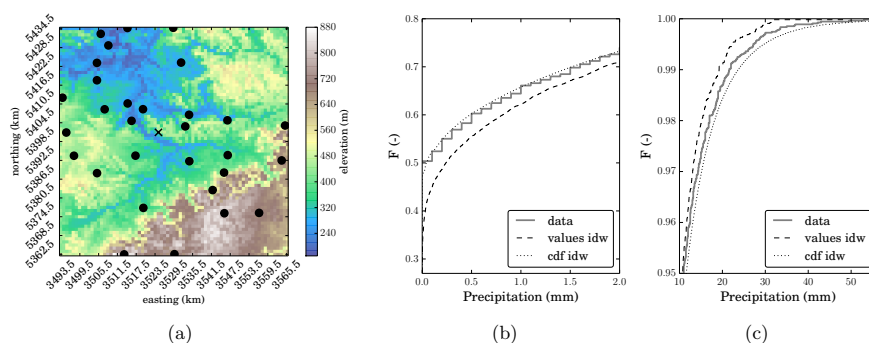 5434.5
5428.5
5422.5
5416.5
5410.5
5404.5
5398.5
5392.5
5386.5
5380.5
5374.5
5368.5
5362.5
northing (km)
3493.5 3499.5 3505.5 3511.5 3517.5 3523.5 3529.5 3535.5 3541.5 3547.5 3553.5 3559.5 3565.5
easting (km)
880
800
720
640
560
480
400
320
240
elevation (m)
(a)
0.8
0.7
0.6
0.5
0.4
0.3
F (-)
data
values idw
cdf idw
0.0 0.5 1.0 1.5 2.0
Precipitation (mm)
(b)
1.00
0.99
0.98
0.97
0.96
0.95
F (-)
data
values idw
cdf idw
10 20 30 40 50
Precipitation (mm)
(c)